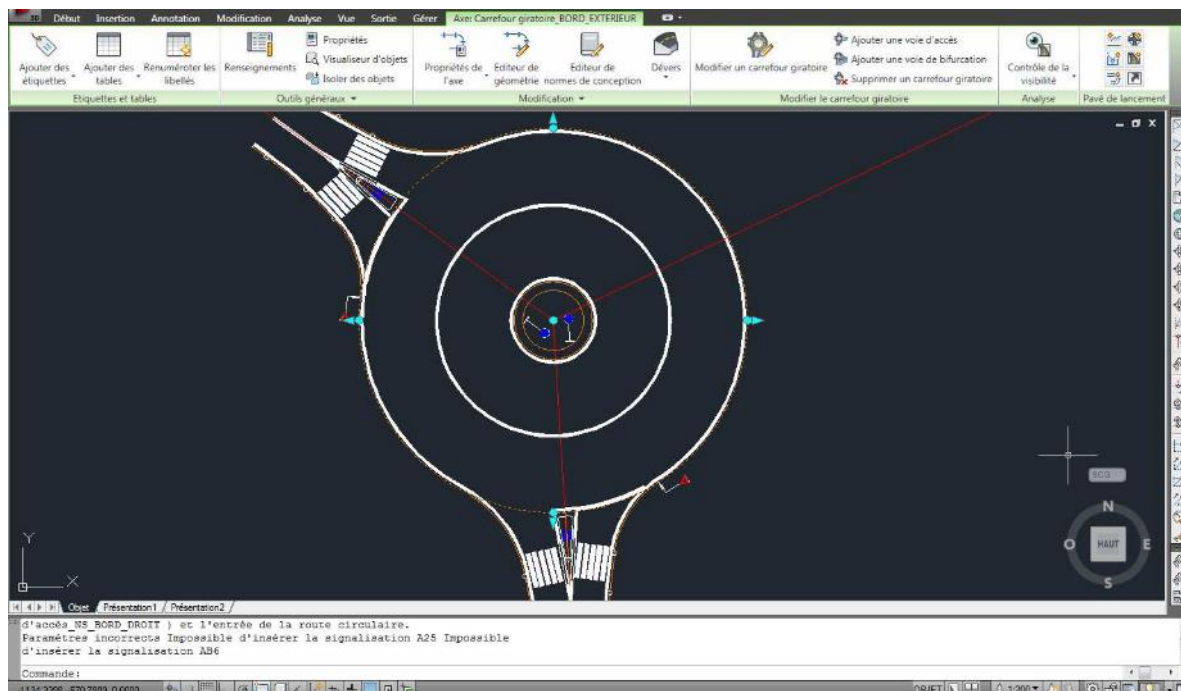 Début Insertion Annotation Modification Analyse Vue Sortie Gérer Axe: Carrefour giratoire_BORD_EXTERIEUR
Ajouter des étiquettes
Ajouter des tables
Renuméroter les libellés
Renseignements
Propriétés
Visualiseur d'objets
Isoler des objets
Propriétés de l'axe
Editeur de géométrie
Editeur de normes de conception
Dévers
Modifier un carrefour giratoire
Ajouter une voie d'accès
Ajouter une voie de bifurcation
Supprimer un carrefour giratoire
Contrôle de la visibilité
Etiquettes et tables
Outils généraux
Modification
Modifier le carrefour giratoire
Analyse
Pavé de lancement
SCG
N
O
HAUT
E
S
Y
X
Objet / Présentation1 / Présentation2 /
d'accès_NS_BORD_DROIT ) et l'entrée de la route circulaire.
Paramètres incorrects Impossible d'insérer la signalisation A25 Impossible
d'insérer la signalisation AB6
Commande:
OBJET
1:200